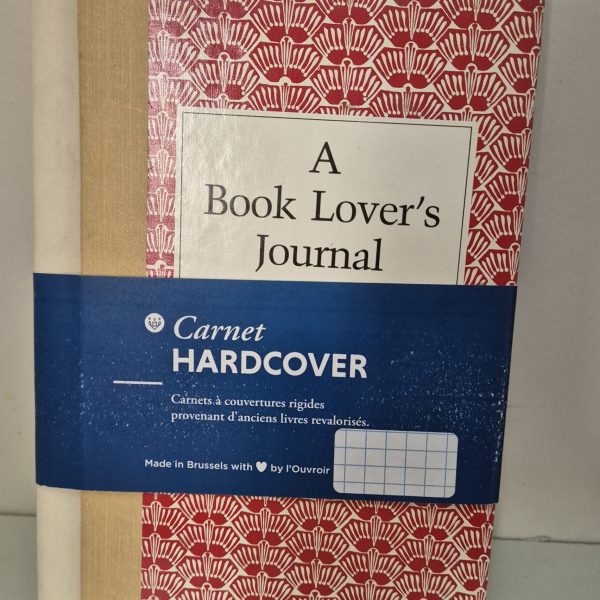 A
Book Lover's
Journal
Carnet
HARDCOVER
Carnets à couvertures rigides
provenant d'anciens livres revalorisés.
Made in Brussels with ♥ by l'Ouvroir